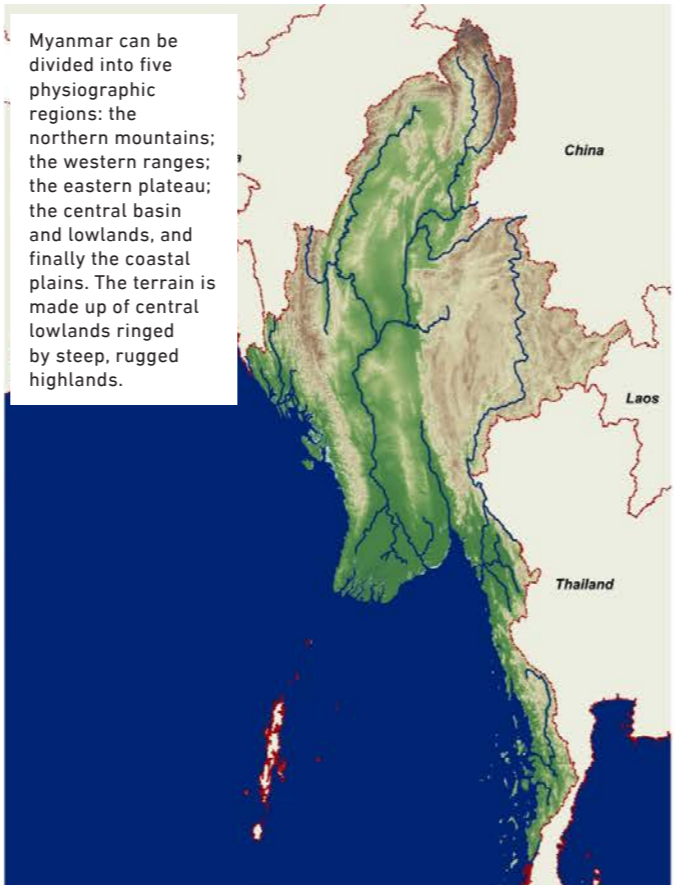 Myanmar can be
divided into five
physiographic
regions: the
northern mountains;
the western ranges;
the eastern plateau;
the central basin
and lowlands, and
finally the coastal
plains. The terrain is
made up of central
lowlands ringed
by steep, rugged
highlands.
China
Laos
Thailand